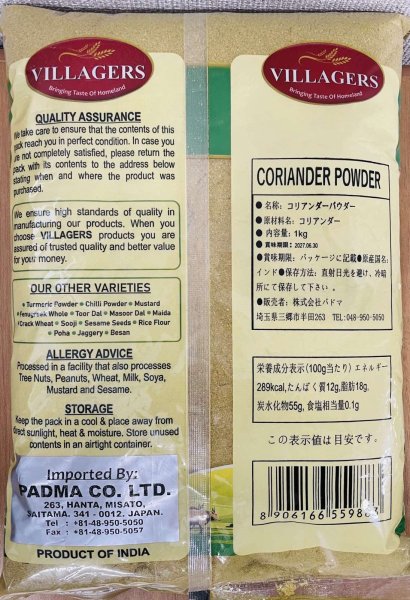 VILLAGERS
Bringing Taste Of Homeland
QUALITY ASSURANCE
We take care to ensure that the contents of this
pack reach you in perfect condition. In case you
are not completely satisfied, please return the
pack with its contents to the address below
stating when and where the product was
purchased.
We ensure high standards of quality in
manufacturing our products. When you
choose VILLAGERS products you are
assured of trusted quality and better value
for your money.
OUR OTHER VARIETIES
• Turmeric Powder • Chilli Powder • Mustard
• Fenugreek Whole • Toor Dal • Masoor Dal • Maida
• Crack Wheat • Sooji • Sesame Seeds • Rice Flour
• Poha • Jaggery • Besan
ALLERGY ADVICE
Processed in a facility that also processes
Tree Nuts, Peanuts, Wheat, Milk, Soya,
Mustard and Sesame.
STORAGE
Keep the pack in a cool & place away from
direct sunlight, heat & moisture. Store unused
contents in an airtight container.
Imported By:
PADMA CO. LTD.
263, HANTA, MISATO,
SAITAMA. 341 - 0012. JAPAN.
Tel : +81-48-950-5050
Fax : +81-48-950-5057
PRODUCT OF INDIA
VILLAGERS
Bringing Taste Of Homeland
CORIANDER POWDER
● 名称: コリアンダーパウダー
● 原材料名: コリアンダー
● 内容量: 1kg
● 賞味期限: 2027.06.30
●賞味期限: パッケージに記載●原産国名:
インド●保存方法: 直射日光を避け、冷暗
所にて保存して下さい。
●販売者: 株式会社パドマ
埼玉県三郷市半田263 TEL:048-950-5050
栄養成分表示(100g当たり) エネルギー
289kcal,たんぱく質12g,脂肪18g,
炭水化物55g, 食塩相当量0.1g
この表示値は目安です。
8 906166 55986